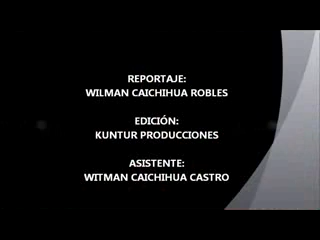 REPORTAJE:
WILMAN CAICHIHUA ROBLES
EDICIÓN:
KUNTUR PRODUCCIONES
ASISTENTE:
WITMAN CAICHIHUA CASTRO